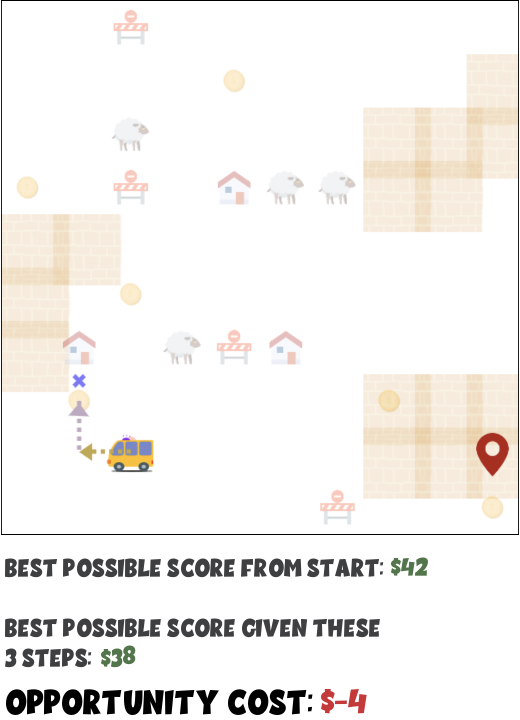 BEST POSSIBLE SCORE FROM START: $42
BEST POSSIBLE SCORE GIVEN THESE
3 STEPS: $38
OPPORTUNITY COST: $-4